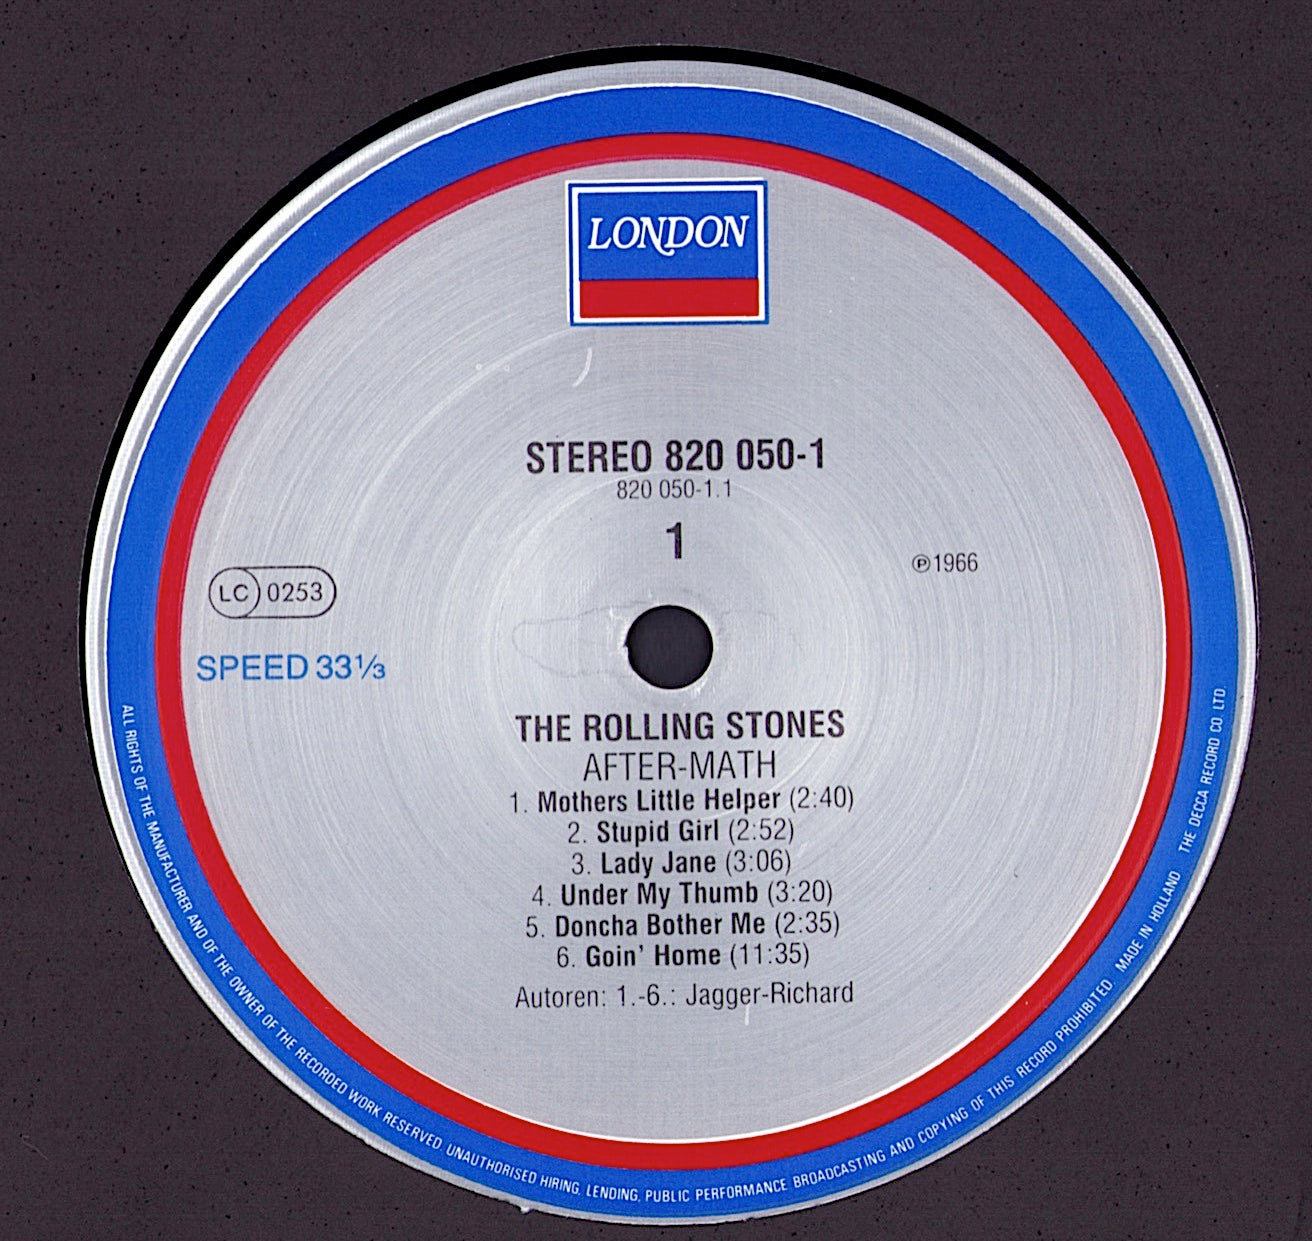 LONDON
STEREO 820 050-1
820 050-1.1
1
℗1966
LC 0253
SPEED 33⅓
THE ROLLING STONES
AFTER-MATH
1. Mothers Little Helper (2:40)
2. Stupid Girl (2:52)
3. Lady Jane (3:06)
4. Under My Thumb (3:20)
5. Doncha Bother Me (2:35)
6. Goin' Home (11:35)
Autoren: 1.-6.: Jagger-Richard
ALL RIGHTS OF THE MANUFACTURER AND OF THE OWNER OF THE RECORDED WORK RESERVED UNAUTHORISED HIRING, LENDING, PUBLIC PERFORMANCE BROADCASTING AND COPYING OF THIS RECORD PROHIBITED MADE IN HOLLAND THE DECCA RECORD CO. LTD.